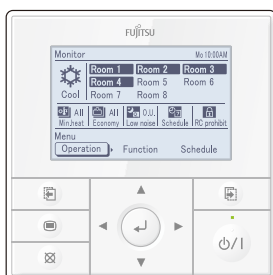 FUJITSU
Monitor Mo 10:00AM
Room 1 Room 2 Room 3
Room 4 Room 5 Room 6
Cool Room 7 Room 8
All All O.U.
Min.heat Economy Low noise Schedule RC prohibit
Menu
Operation Function Schedule